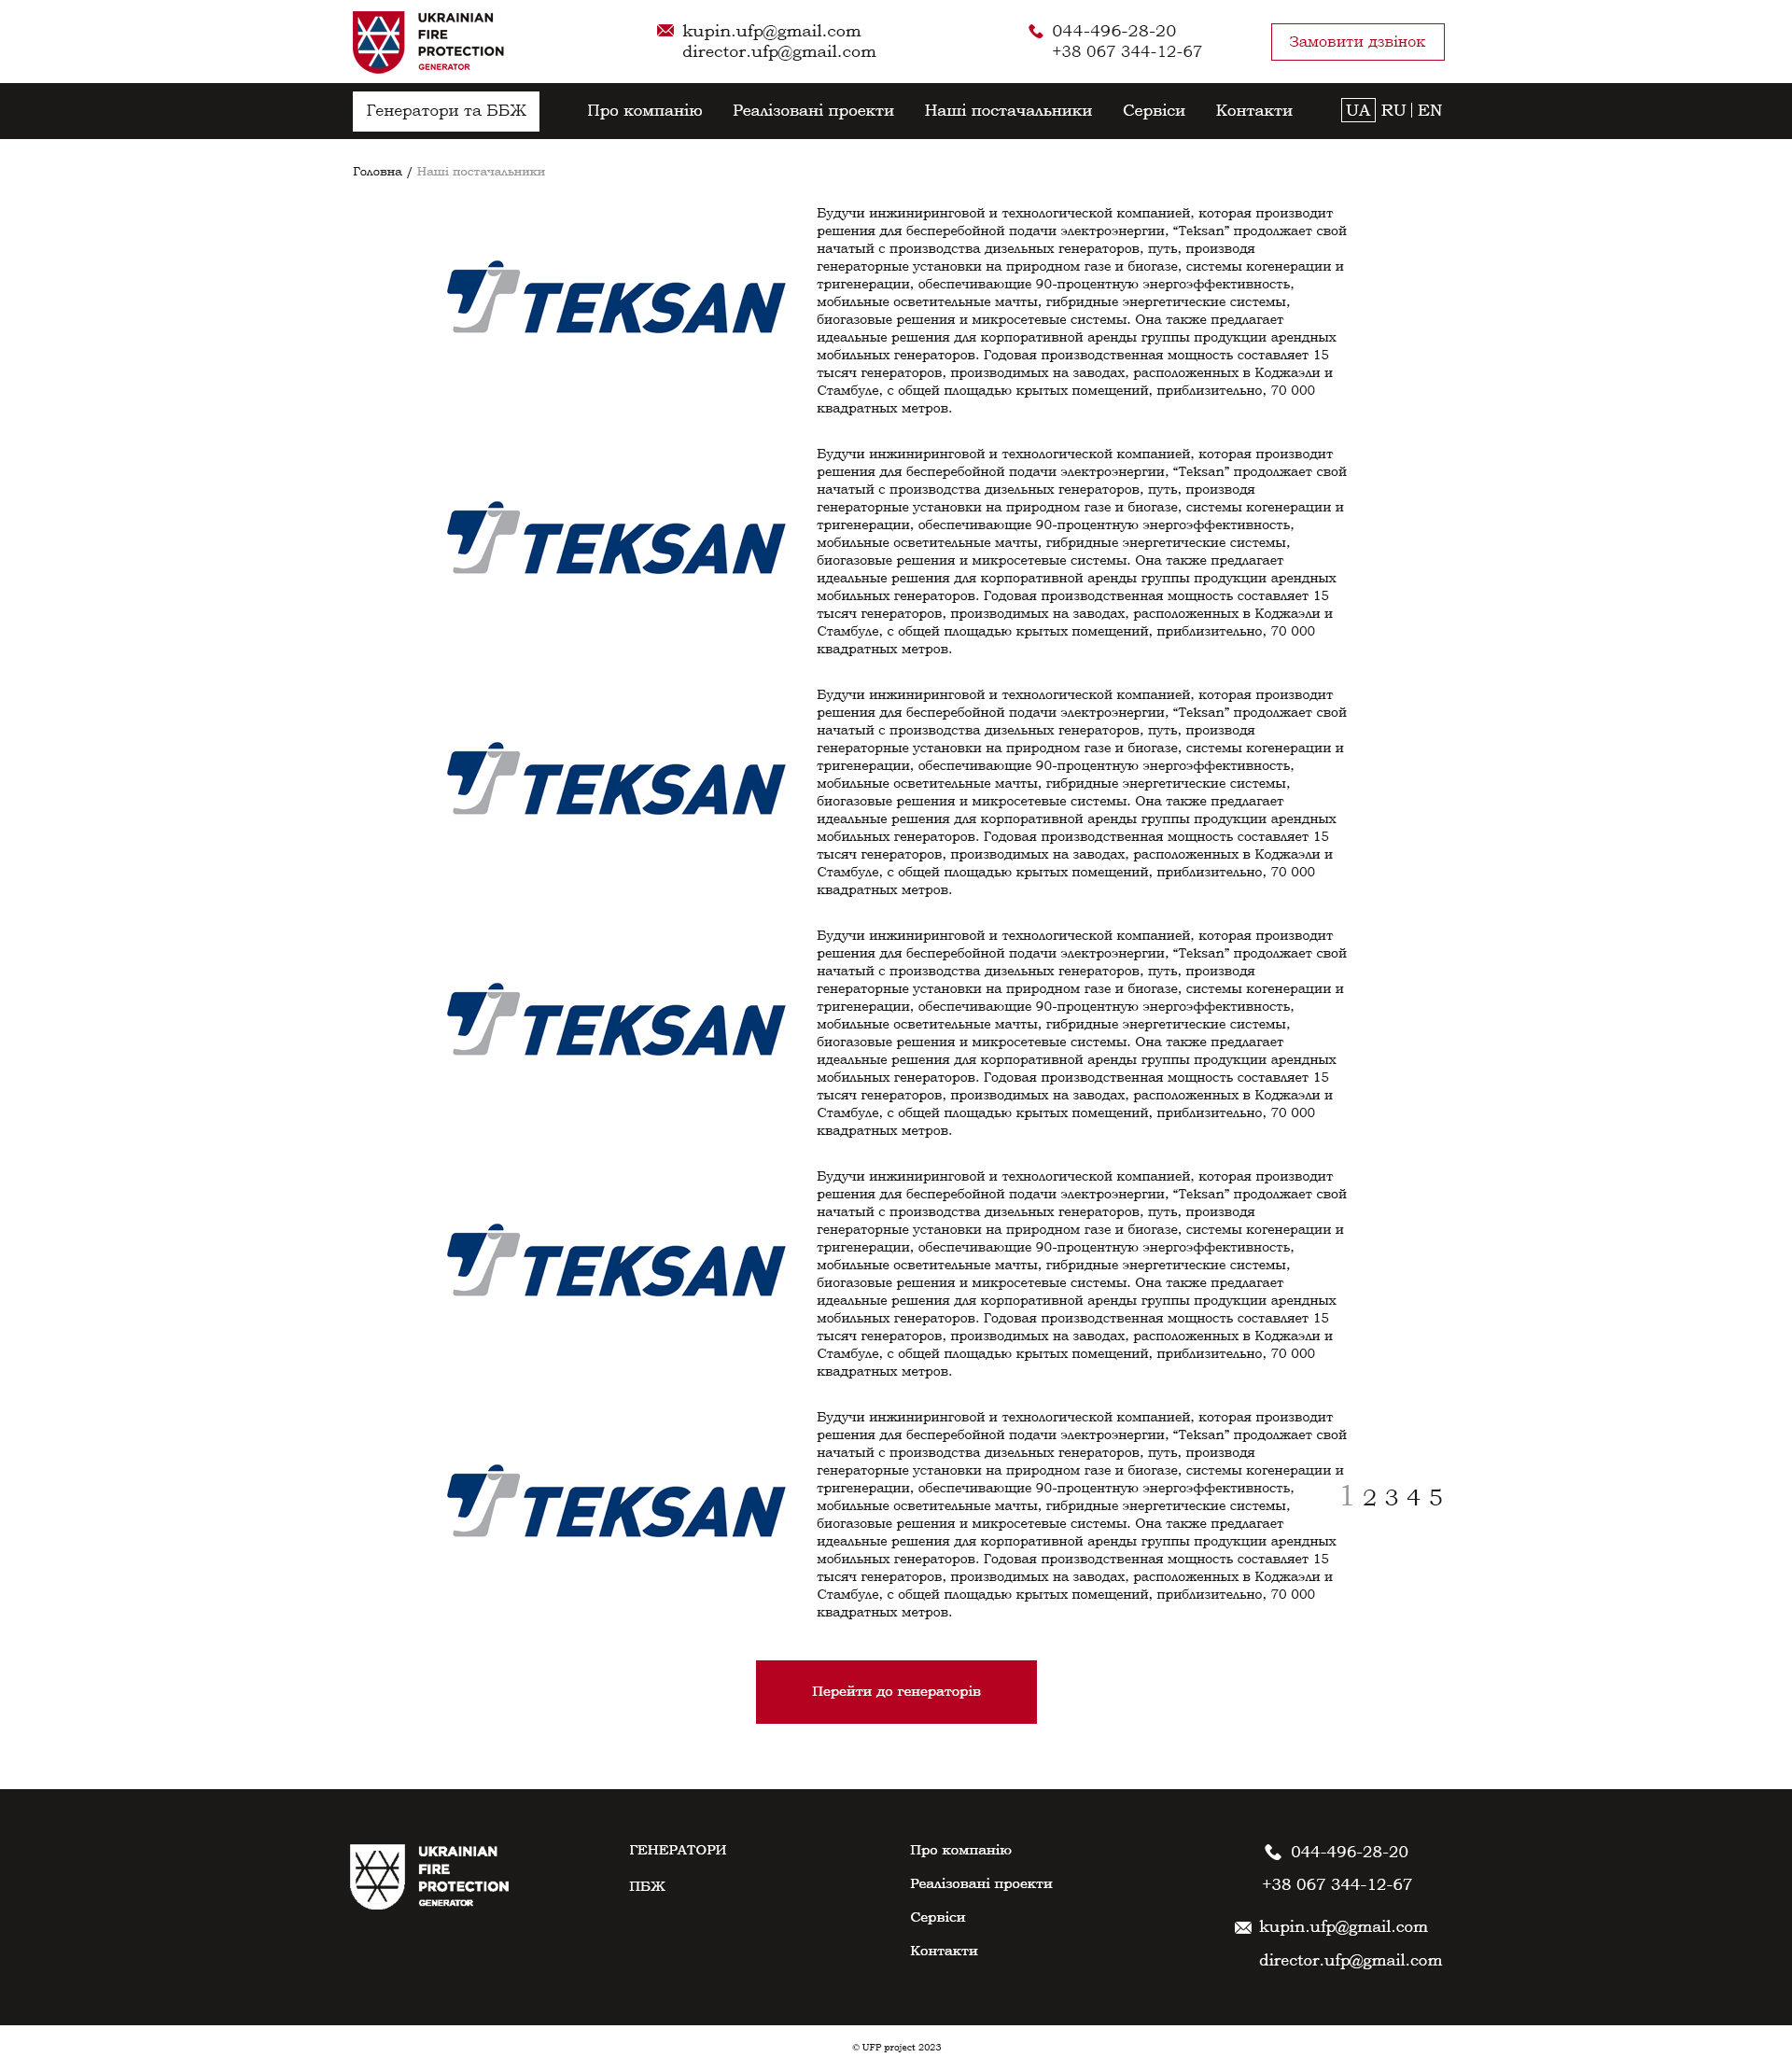 UKRAINIAN
FIRE
PROTECTION
GENERATOR
kupin.ufp@gmail.com
director.ufp@gmail.com
044-496-28-20
+38 067 344-12-67
Замовити дзвінок
Генератори та ББЖ
Про компанію
Реалізовані проекти
Наші постачальники
Сервіси
Контакти
UA RU | EN
Головна / Наші постачальники
TEKSAN
Будучи инжиниринговой и технологической компанией, которая производит
решения для бесперебойной подачи электроэнергии, “Teksan” продолжает свой
начатый с производства дизельных генераторов, путь, производя
генераторные установки на природном газе и биогазе, системы когенерации и
тригенерации, обеспечивающие 90-процентную энергоэффективность,
мобильные осветительные мачты, гибридные энергетические системы,
биогазовые решения и микросетевые системы. Она также предлагает
идеальные решения для корпоративной аренды группы продукции арендных
мобильных генераторов. Годовая производственная мощность составляет 15
тысяч генераторов, производимых на заводах, расположенных в Коджаэли и
Стамбуле, с общей площадью крытых помещений, приблизительно, 70 000
квадратных метров.
TEKSAN
Будучи инжиниринговой и технологической компанией, которая производит
решения для бесперебойной подачи электроэнергии, “Teksan” продолжает свой
начатый с производства дизельных генераторов, путь, производя
генераторные установки на природном газе и биогазе, системы когенерации и
тригенерации, обеспечивающие 90-процентную энергоэффективность,
мобильные осветительные мачты, гибридные энергетические системы,
биогазовые решения и микросетевые системы. Она также предлагает
идеальные решения для корпоративной аренды группы продукции арендных
мобильных генераторов. Годовая производственная мощность составляет 15
тысяч генераторов, производимых на заводах, расположенных в Коджаэли и
Стамбуле, с общей площадью крытых помещений, приблизительно, 70 000
квадратных метров.
TEKSAN
Будучи инжиниринговой и технологической компанией, которая производит
решения для бесперебойной подачи электроэнергии, “Teksan” продолжает свой
начатый с производства дизельных генераторов, путь, производя
генераторные установки на природном газе и биогазе, системы когенерации и
тригенерации, обеспечивающие 90-процентную энергоэффективность,
мобильные осветительные мачты, гибридные энергетические системы,
биогазовые решения и микросетевые системы. Она также предлагает
идеальные решения для корпоративной аренды группы продукции арендных
мобильных генераторов. Годовая производственная мощность составляет 15
тысяч генераторов, производимых на заводах, расположенных в Коджаэли и
Стамбуле, с общей площадью крытых помещений, приблизительно, 70 000
квадратных метров.
TEKSAN
Будучи инжиниринговой и технологической компанией, которая производит
решения для бесперебойной подачи электроэнергии, “Teksan” продолжает свой
начатый с производства дизельных генераторов, путь, производя
генераторные установки на природном газе и биогазе, системы когенерации и
тригенерации, обеспечивающие 90-процентную энергоэффективность,
мобильные осветительные мачты, гибридные энергетические системы,
биогазовые решения и микросетевые системы. Она также предлагает
идеальные решения для корпоративной аренды группы продукции арендных
мобильных генераторов. Годовая производственная мощность составляет 15
тысяч генераторов, производимых на заводах, расположенных в Коджаэли и
Стамбуле, с общей площадью крытых помещений, приблизительно, 70 000
квадратных метров.
TEKSAN
Будучи инжиниринговой и технологической компанией, которая производит
решения для бесперебойной подачи электроэнергии, “Teksan” продолжает свой
начатый с производства дизельных генераторов, путь, производя
генераторные установки на природном газе и биогазе, системы когенерации и
тригенерации, обеспечивающие 90-процентную энергоэффективность,
мобильные осветительные мачты, гибридные энергетические системы,
биогазовые решения и микросетевые системы. Она также предлагает
идеальные решения для корпоративной аренды группы продукции арендных
мобильных генераторов. Годовая производственная мощность составляет 15
тысяч генераторов, производимых на заводах, расположенных в Коджаэли и
Стамбуле, с общей площадью крытых помещений, приблизительно, 70 000
квадратных метров.
TEKSAN
Будучи инжиниринговой и технологической компанией, которая производит
решения для бесперебойной подачи электроэнергии, “Teksan” продолжает свой
начатый с производства дизельных генераторов, путь, производя
генераторные установки на природном газе и биогазе, системы когенерации и
тригенерации, обеспечивающие 90-процентную энергоэффективность,
мобильные осветительные мачты, гибридные энергетические системы,
биогазовые решения и микросетевые системы. Она также предлагает
идеальные решения для корпоративной аренды группы продукции арендных
мобильных генераторов. Годовая производственная мощность составляет 15
тысяч генераторов, производимых на заводах, расположенных в Коджаэли и
Стамбуле, с общей площадью крытых помещений, приблизительно, 70 000
квадратных метров.
1 2 3 4 5
Перейти до генераторів
UKRAINIAN
FIRE
PROTECTION
GENERATOR
ГЕНЕРАТОРИ
ПБЖ
Про компанію
Реалізовані проекти
Сервіси
Контакти
044-496-28-20
+38 067 344-12-67
kupin.ufp@gmail.com
director.ufp@gmail.com
© UFP project 2023